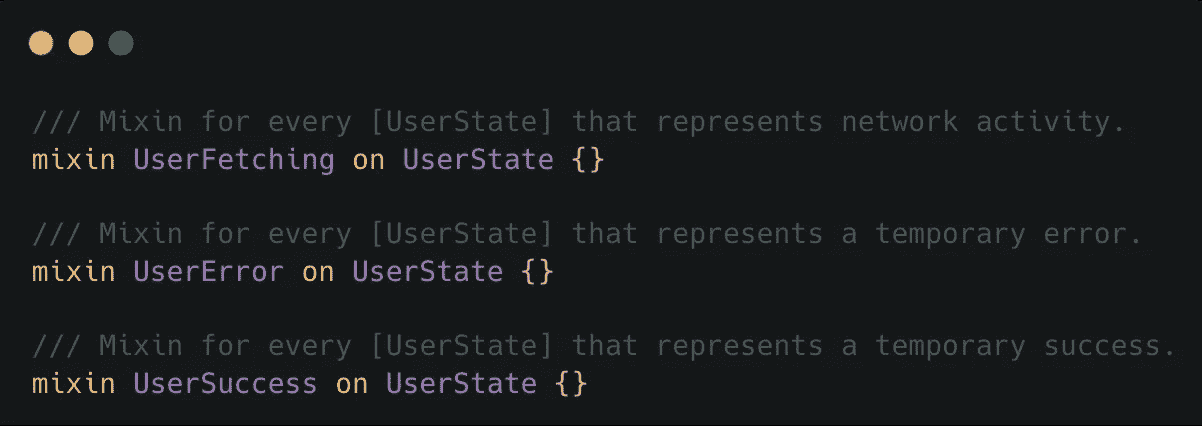 /// Mixin for every [UserState] that represents network activity.
mixin UserFetching on UserState {}
/// Mixin for every [UserState] that represents a temporary error.
mixin UserError on UserState {}
/// Mixin for every [UserState] that represents a temporary success.
mixin UserSuccess on UserState {}